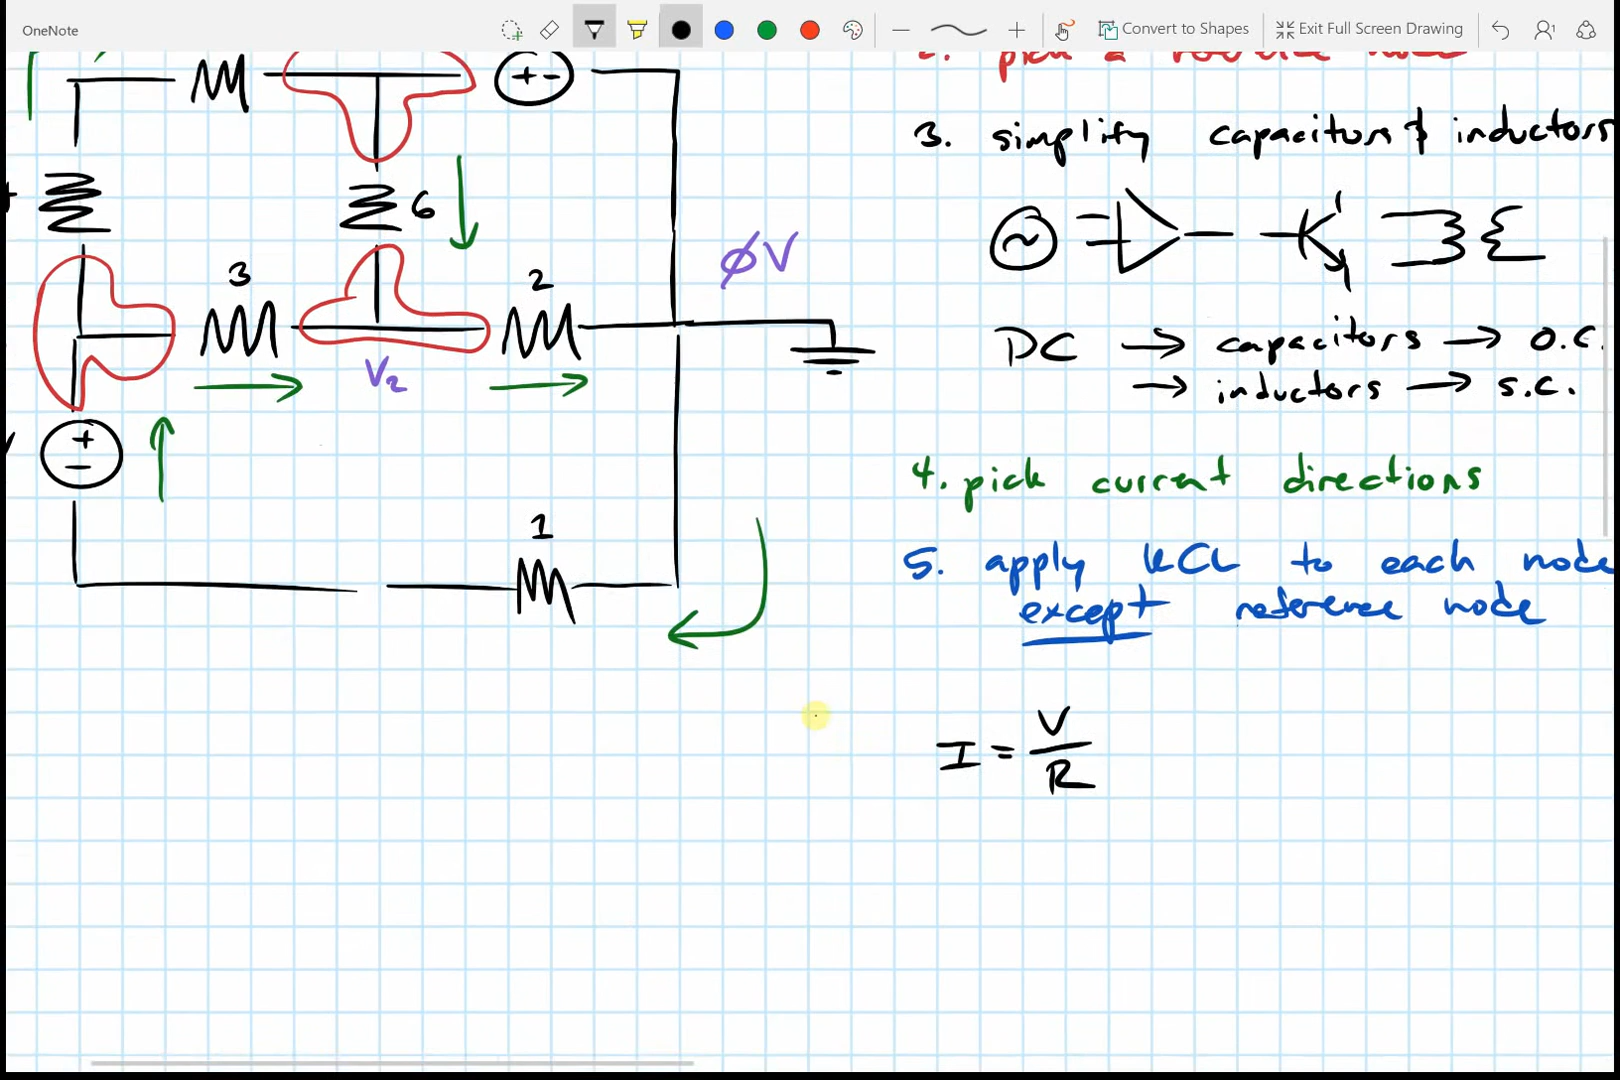 OneNote
Convert to Shapes
Exit Full Screen Drawing
3. simplify capacitors & inductors
DC → capacitors → O.C.
→ inductors → S.C.
4. pick current directions
5. apply KCL to each node
except reference node
I = V/R
+ -
6
3
2
∅V
V₂
+
-
1